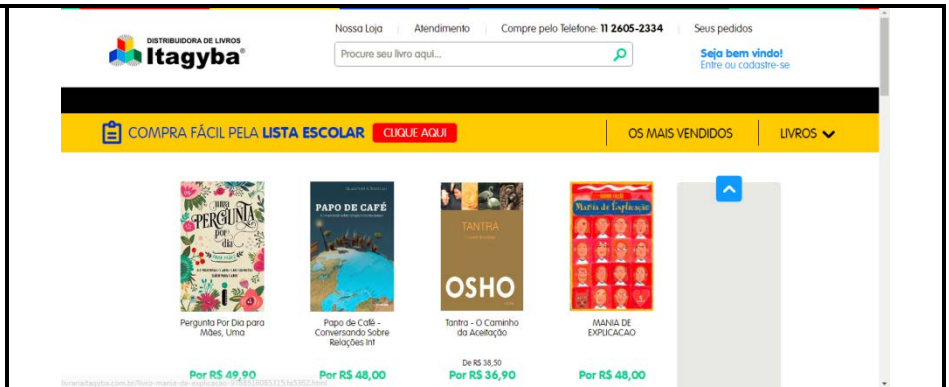 Nossa Loja
Atendimento
Compre pelo Telefone: 11 2605-2334
Seus pedidos
DISTRIBUIDORA DE LIVROS
Itagyba®
Procure seu livro aqui...
Seja bem vindo!
Entre ou cadastre-se
COMPRA FÁCIL PELA LISTA ESCOLAR
CLIQUE AQUI
OS MAIS VENDIDOS
LIVROS
UMA PERGUNTA por dia
PAPO DE CAFÉ
TANTRA
OSHO
Mania de Explicação
Pergunta Por Dia para
Mães, Uma
Papo de Café -
Conversando Sobre
Relações Int
Tantra - O Caminho
da Aceitação
MANIA DE
EXPLICACAO
De R$ 38,50
Por R$ 49,90
Por R$ 48,00
Por R$ 36,90
Por R$ 48,00